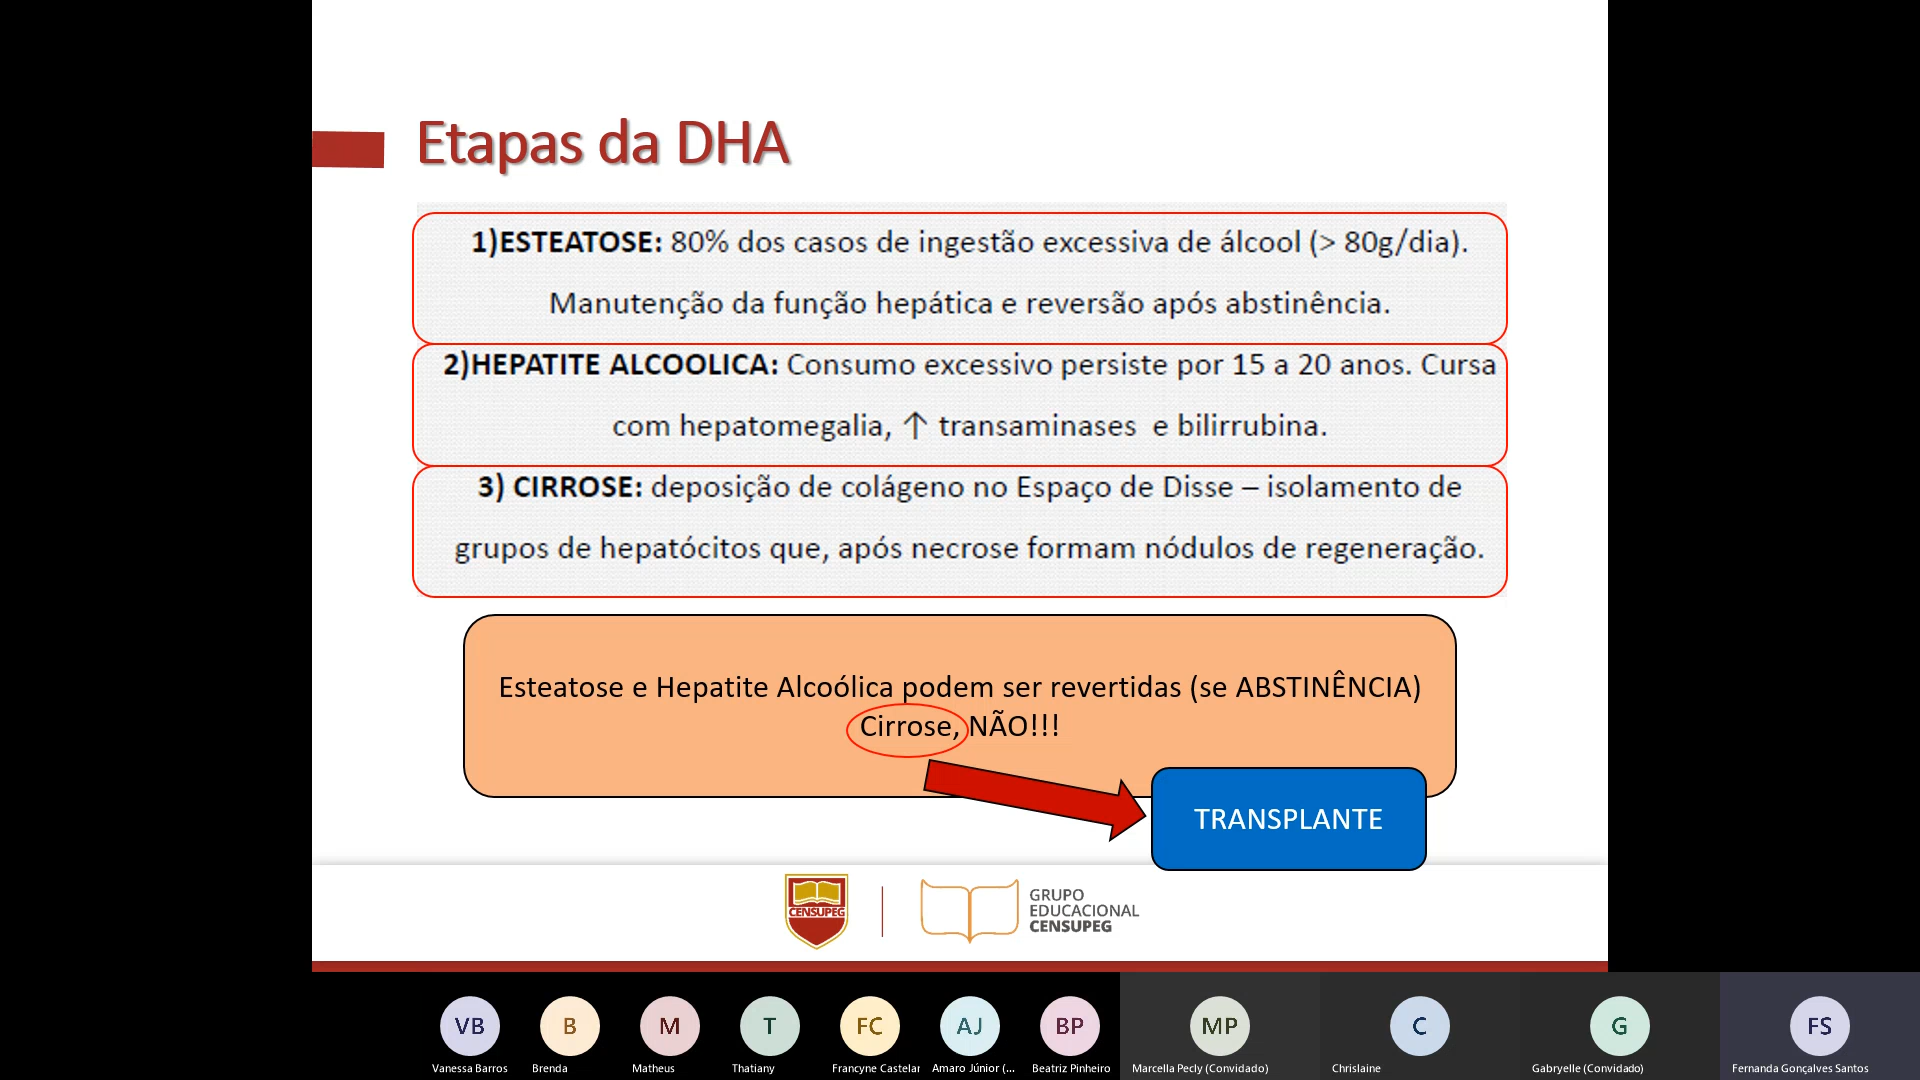 Etapas da DHA
1)ESTEATOSE: 80% dos casos de ingestão excessiva de álcool (> 80g/dia).
Manutenção da função hepática e reversão após abstinência.
2)HEPATITE ALCOOLICA: Consumo excessivo persiste por 15 a 20 anos. Cursa
com hepatomegalia, ↑ transaminases e bilirrubina.
3) CIRROSE: deposição de colágeno no Espaço de Disse – isolamento de
grupos de hepatócitos que, após necrose formam nódulos de regeneração.
Esteatose e Hepatite Alcoólica podem ser revertidas (se ABSTINÊNCIA)
Cirrose, NÃO!!!
TRANSPLANTE
CENSUPEG
GRUPO
EDUCACIONAL
CENSUPEG
VB
B
M
T
FC
AJ
BP
MP
C
G
FS
Vanessa Barros
Brenda
Matheus
Thatiany
Francyne Castelar
Amaro Júnior (...
Beatriz Pinheiro
Marcella Pecly (Convidado)
Chrislaine
Gabryelle (Convidado)
Fernanda Gonçalves Santos